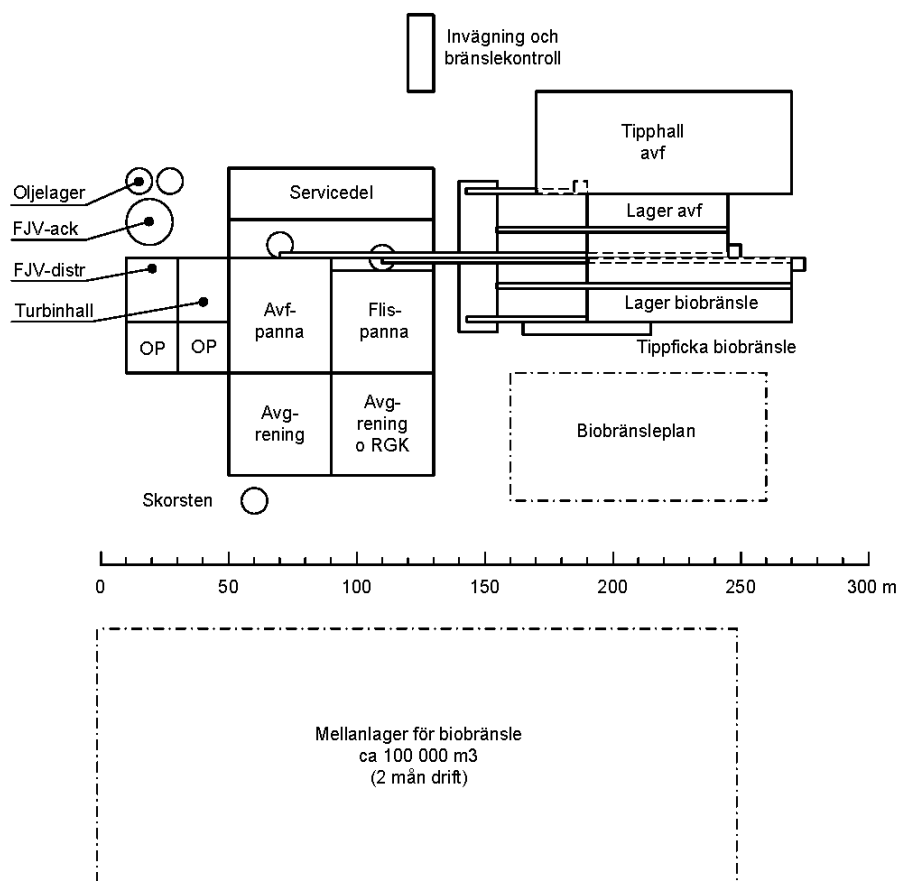 Invägning och
bränslekontroll
Tipphall
avf
Oljelager
Servicedel
Lager avf
FJV-ack
FJV-distr
Turbinhall
Avf-
panna
Flis-
panna
Lager biobränsle
OP
OP
Tippficka biobränsle
Avg-
rening
Avg-
rening
o RGK
Biobränsleplan
Skorsten
0 50 100 150 200 250 300 m
Mellanlager för biobränsle
ca 100 000 m3
(2 mån drift)